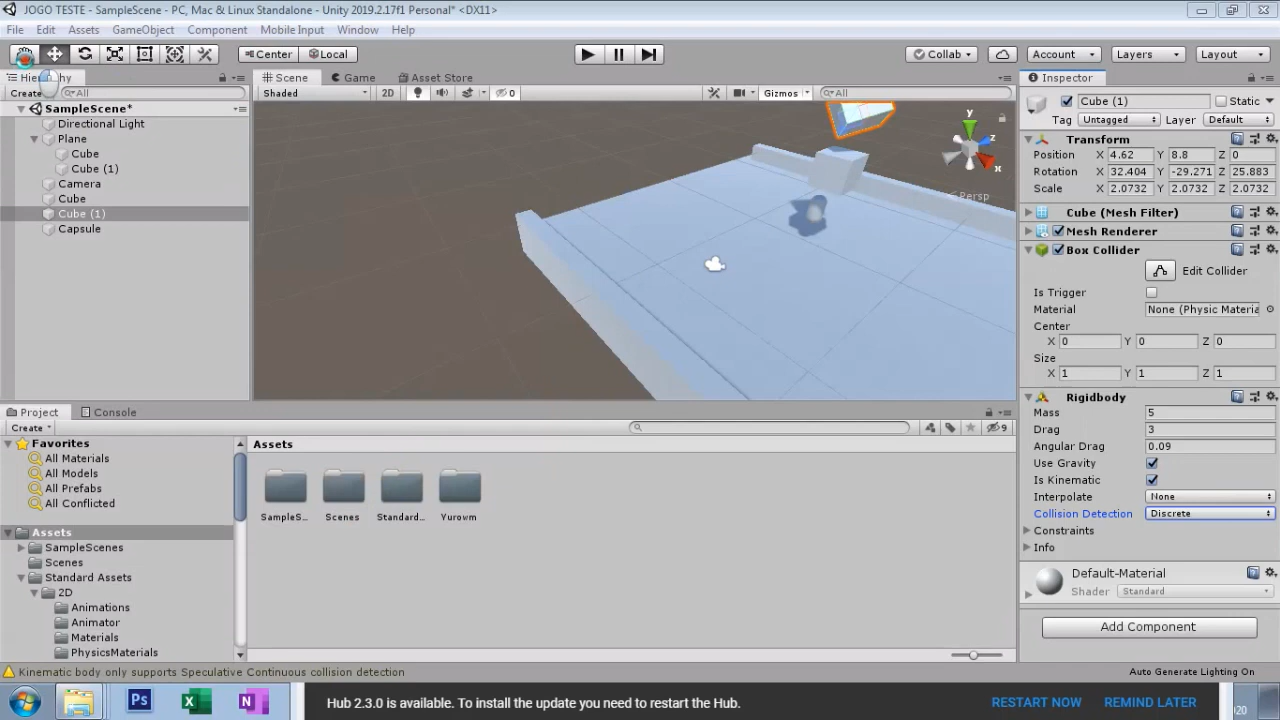 JOGO TESTE - SampleScene - PC, Mac & Linux Standalone - Unity 2019.2.17f1 Personal* <DX11>
File Edit Assets GameObject Component Mobile Input Window Help
Center Local Collab Account Layers Layout
Scene Game Asset Store Inspector
Create All Shaded 2D 0 Gizmos All
Cube (1) Static
SampleScene*
Tag Untagged Layer Default
Directional Light
Plane
Cube
Cube (1)
Camera
Cube
Cube (1)
Capsule
y
z
x
Persp
Transform
Position X 4.62 Y 8.8 Z 0
Rotation X 32.404 Y -29.271 Z 25.883
Scale X 2.0732 Y 2.0732 Z 2.0732
Cube (Mesh Filter)
Mesh Renderer
Box Collider
Edit Collider
Is Trigger
Material None (Physic Materia
Center
X 0 Y 0 Z 0
Size
X 1 Y 1 Z 1
Rigidbody
Mass 5
Drag 3
Angular Drag 0.09
Use Gravity
Is Kinematic
Interpolate None
Collision Detection Discrete
Constraints
Info
Default-Material
Shader Standard
Add Component
Project Console
Create 9
Favorites
All Materials
All Models
All Prefabs
All Conflicted
Assets
SampleScenes
Scenes
Standard Assets
2D
Animations
Animator
Materials
PhysicsMaterials
Assets
SampleS... Scenes Standard... Yurowm
Kinematic body only supports Speculative Continuous collision detection
Auto Generate Lighting On
Ps X N
Hub 2.3.0 is available. To install the update you need to restart the Hub. RESTART NOW REMIND LATER